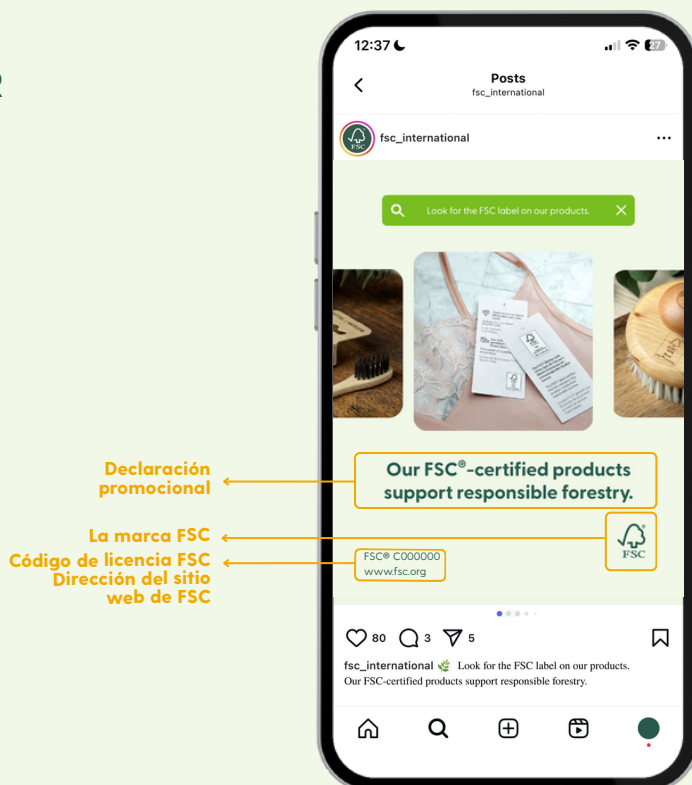 R
12:37
27
Posts
fsc_international
FSC
fsc_international
Look for the FSC label on our products.
FSC
FSC
Declaración
promocional
Our FSC®-certified products
support responsible forestry.
La marca FSC
FSC
Código de licencia FSC
Dirección del sitio
web de FSC
FSC® C000000
www.fsc.org
80
3
5
fsc_international 🌿 Look for the FSC label on our products.
Our FSC-certified products support responsible forestry.